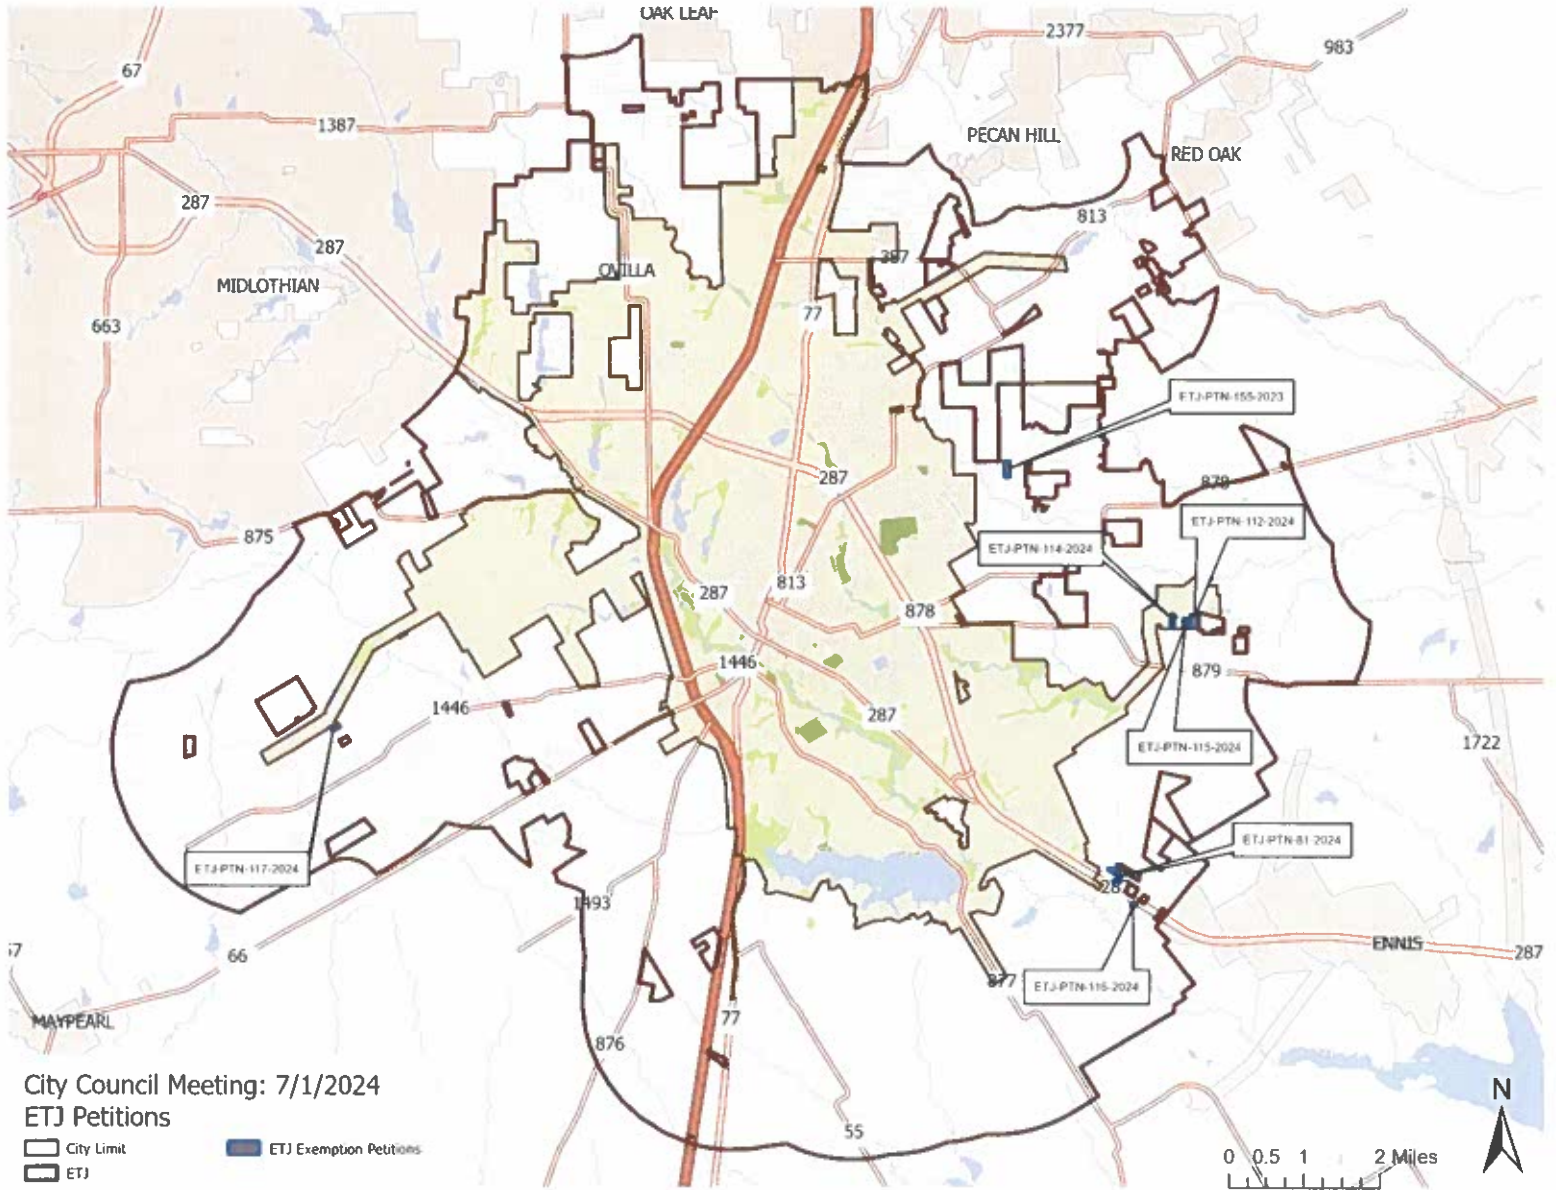 OAK LEAF
2377
983
67
1387
PECAN HILL
RED OAK
287
813
287
397
OVILLA
MIDLOTHIAN
77
663
ETJ-PTN-155-2023
287
878
ETJ-PTN-112-2024
875
ETJ-PTN-114-2024
813
287
878
1446
879
1446
287
ETJ-PTN-115-2024
1722
ETJ-PTN-81-2024
ETJ-PTN-117-2024
28
1493
ENNIS
287
66
877
ETJ-PTN-116-2024
57
77
MAYPEARL
876
City Council Meeting: 7/1/2024
ETJ Petitions
City Limit
ETJ Exemption Petitions
ETJ
55
N
0 0.5 1 2 Miles